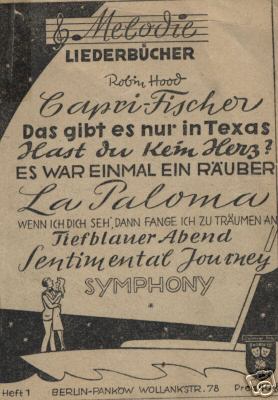 Melodie
LIEDERBÜCHER
Robin Hood
Capri-Fischer
Das gibt es nur in Texas
Hast du kein Herz?
ES WAR EINMAL EIN RÄUBER
La Paloma
WENN ICH DICH SEH', DANN FANGE ICH ZU TRÄUMEN AN
Tiefblauer Abend
Sentimental Journey
SYMPHONY
Heft 1 BERLIN-PANKOW WOLLANKSTR. 78